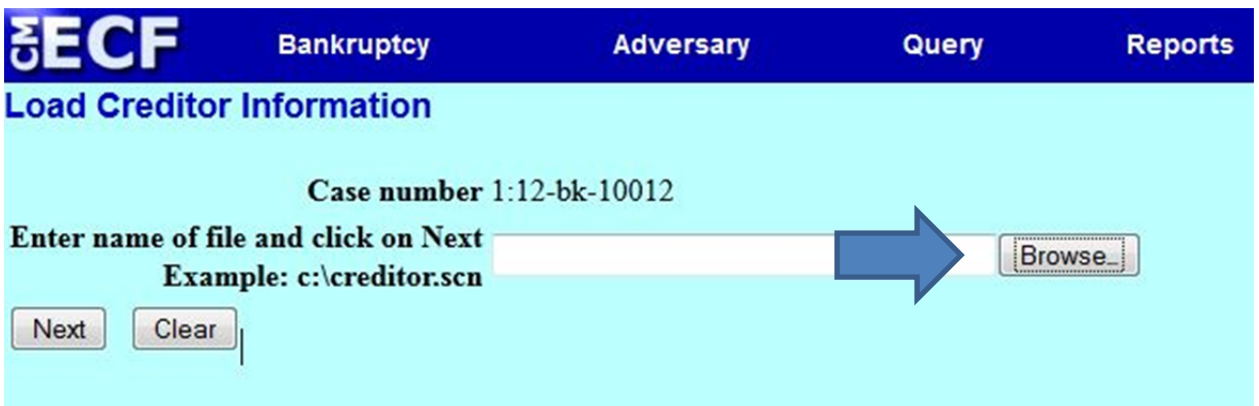 CM ECF Bankruptcy Adversary Query Reports
Load Creditor Information
Case number 1:12-bk-10012
Enter name of file and click on Next Browse...
Example: c:\creditor.scn
Next Clear